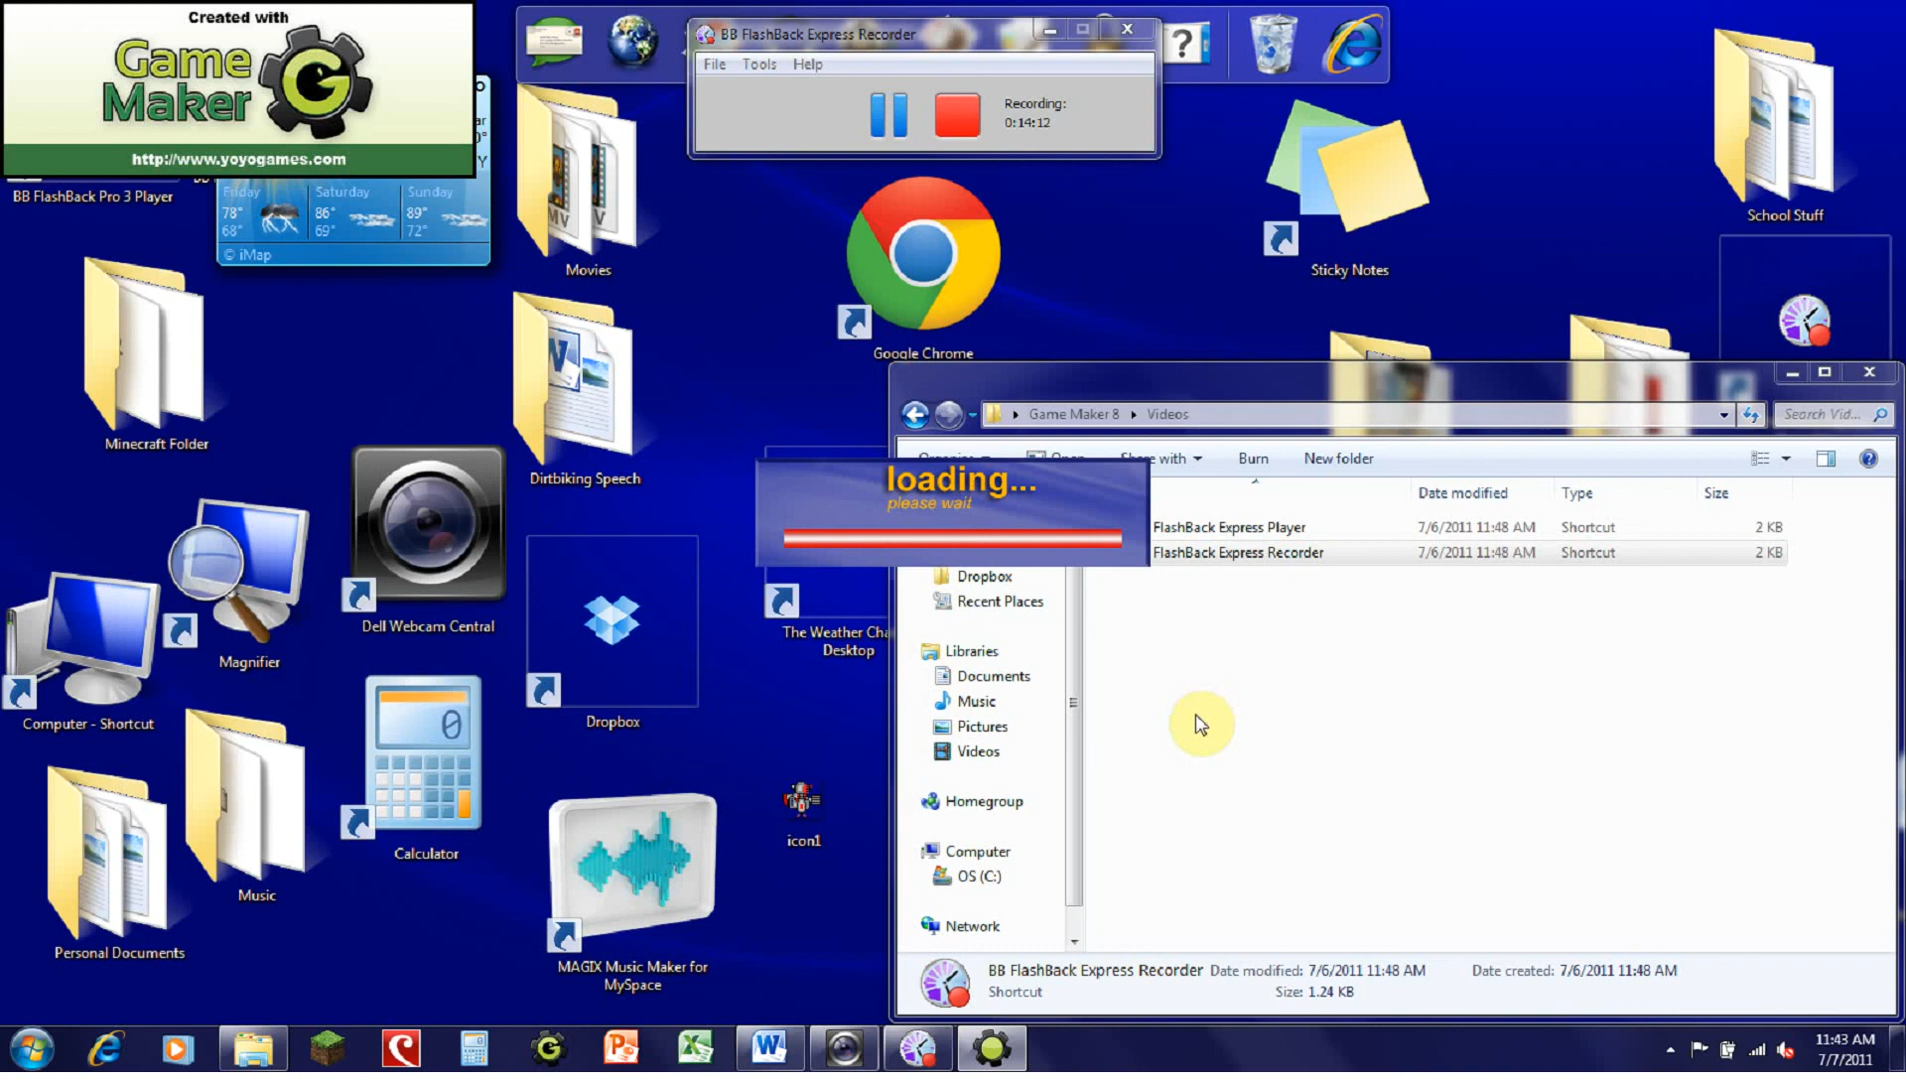 Created with
Game
Maker
http://www.yoyogames.com
BB FlashBack Pro 3 Player
Friday
Saturday
Sunday
78°
68°
86°
69°
89°
72°
© iMap
BB FlashBack Express Recorder
File
Tools
Help
Recording:
0:14:12
Movies
Google Chrome
Sticky Notes
School Stuff
Minecraft Folder
Dirtbiking Speech
Dell Webcam Central
Magnifier
Computer - Shortcut
Dropbox
The Weather Cha
Desktop
Calculator
0
Music
Personal Documents
icon1
MAGIX Music Maker for
MySpace
Game Maker 8
Videos
Search Vid...
Share with
Burn
New folder
loading...
please wait
Date modified
Type
Size
FlashBack Express Player
7/6/2011 11:48 AM
Shortcut
2 KB
FlashBack Express Recorder
7/6/2011 11:48 AM
Shortcut
2 KB
Dropbox
Recent Places
Libraries
Documents
Music
Pictures
Videos
Homegroup
Computer
OS (C:)
Network
BB FlashBack Express Recorder
Date modified: 7/6/2011 11:48 AM
Date created: 7/6/2011 11:48 AM
Shortcut
Size: 1.24 KB
11:43 AM
7/7/2011